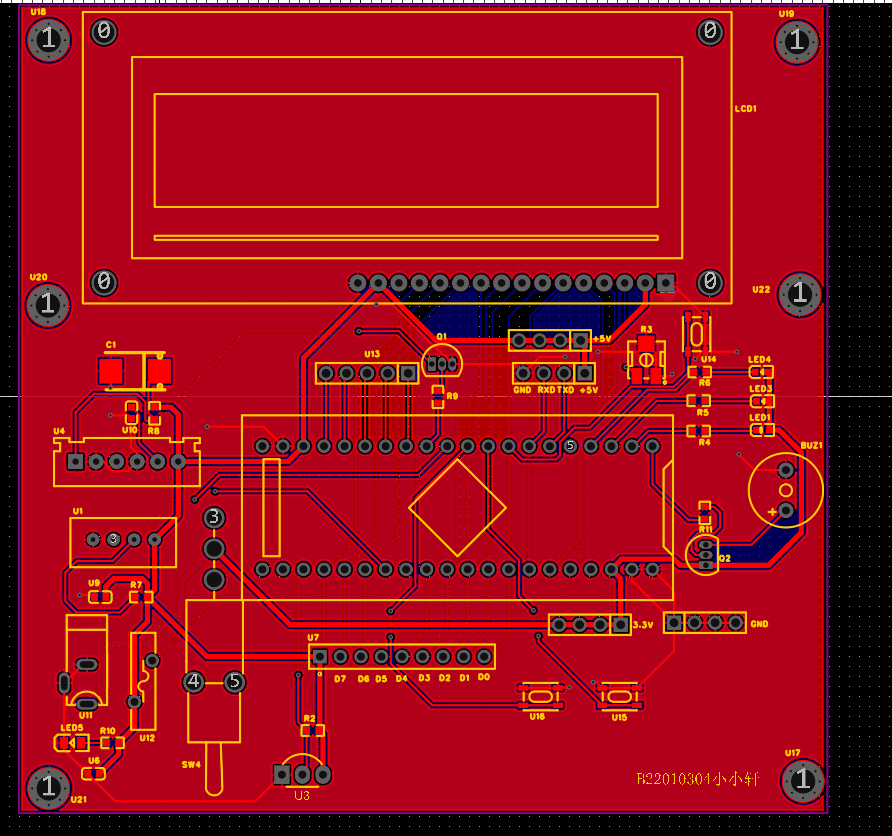 U18
1
0
0
U19
1
LCD1
U20
1
0
0
U22
1
C1
U13
Q1
+5V
R3
U14
LED4
R6
GND RXD TXD +5V
R9
LED3
R5
LED1
R4
U10
R8
U4
5
BUZ1
+
U1
3
3
R11
Q2
U9
R7
3.3V
GND
U7
D7 D6 D5 D4 D3 D2 D1 D0
4
5
U11
U12
U16
U15
LED5
R10
R2
U6
SW4
U3
1
U21
U17
1
B22010304小小轩